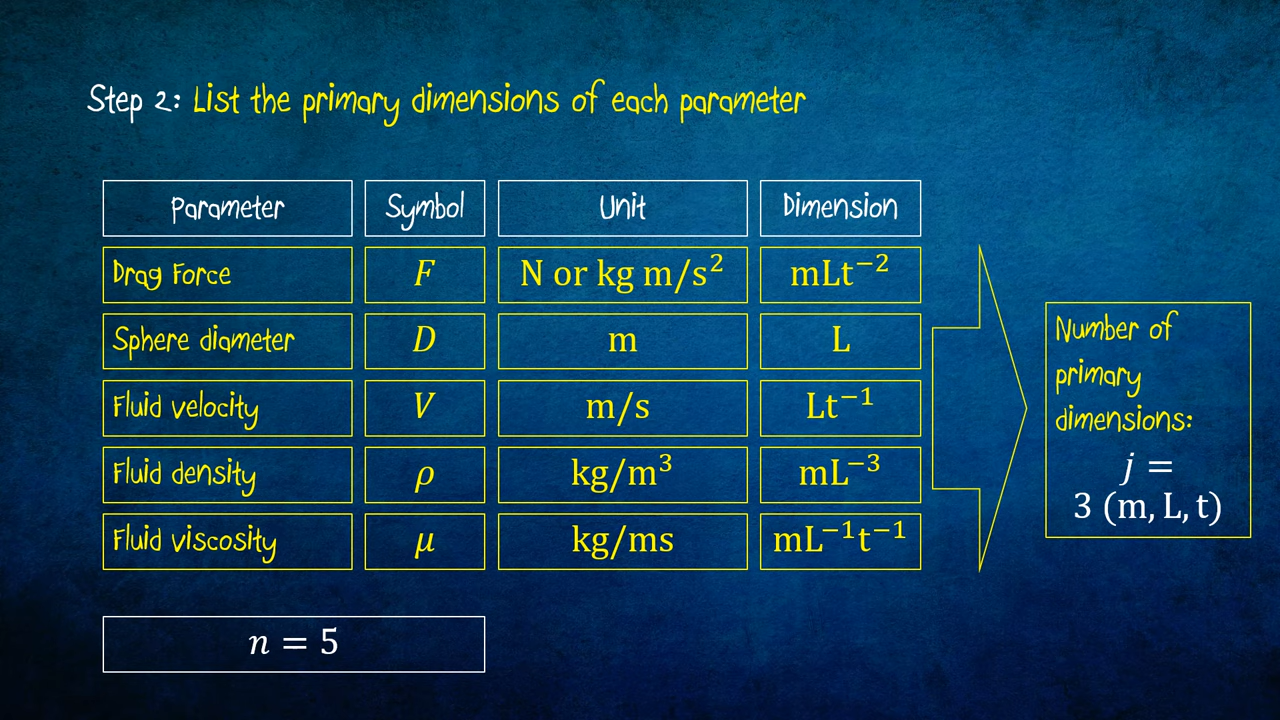 Step 2: List the primary dimensions of each parameter
Parameter Symbol Unit Dimension
Drag Force F N or kg m/s² mLt⁻²
Sphere diameter D m L
Fluid velocity V m/s Lt⁻¹
Fluid density ρ kg/m³ mL⁻³
Fluid viscosity μ kg/ms mL⁻¹t⁻¹
Number of
primary
dimensions:
j =
3 (m, L, t)
n = 5